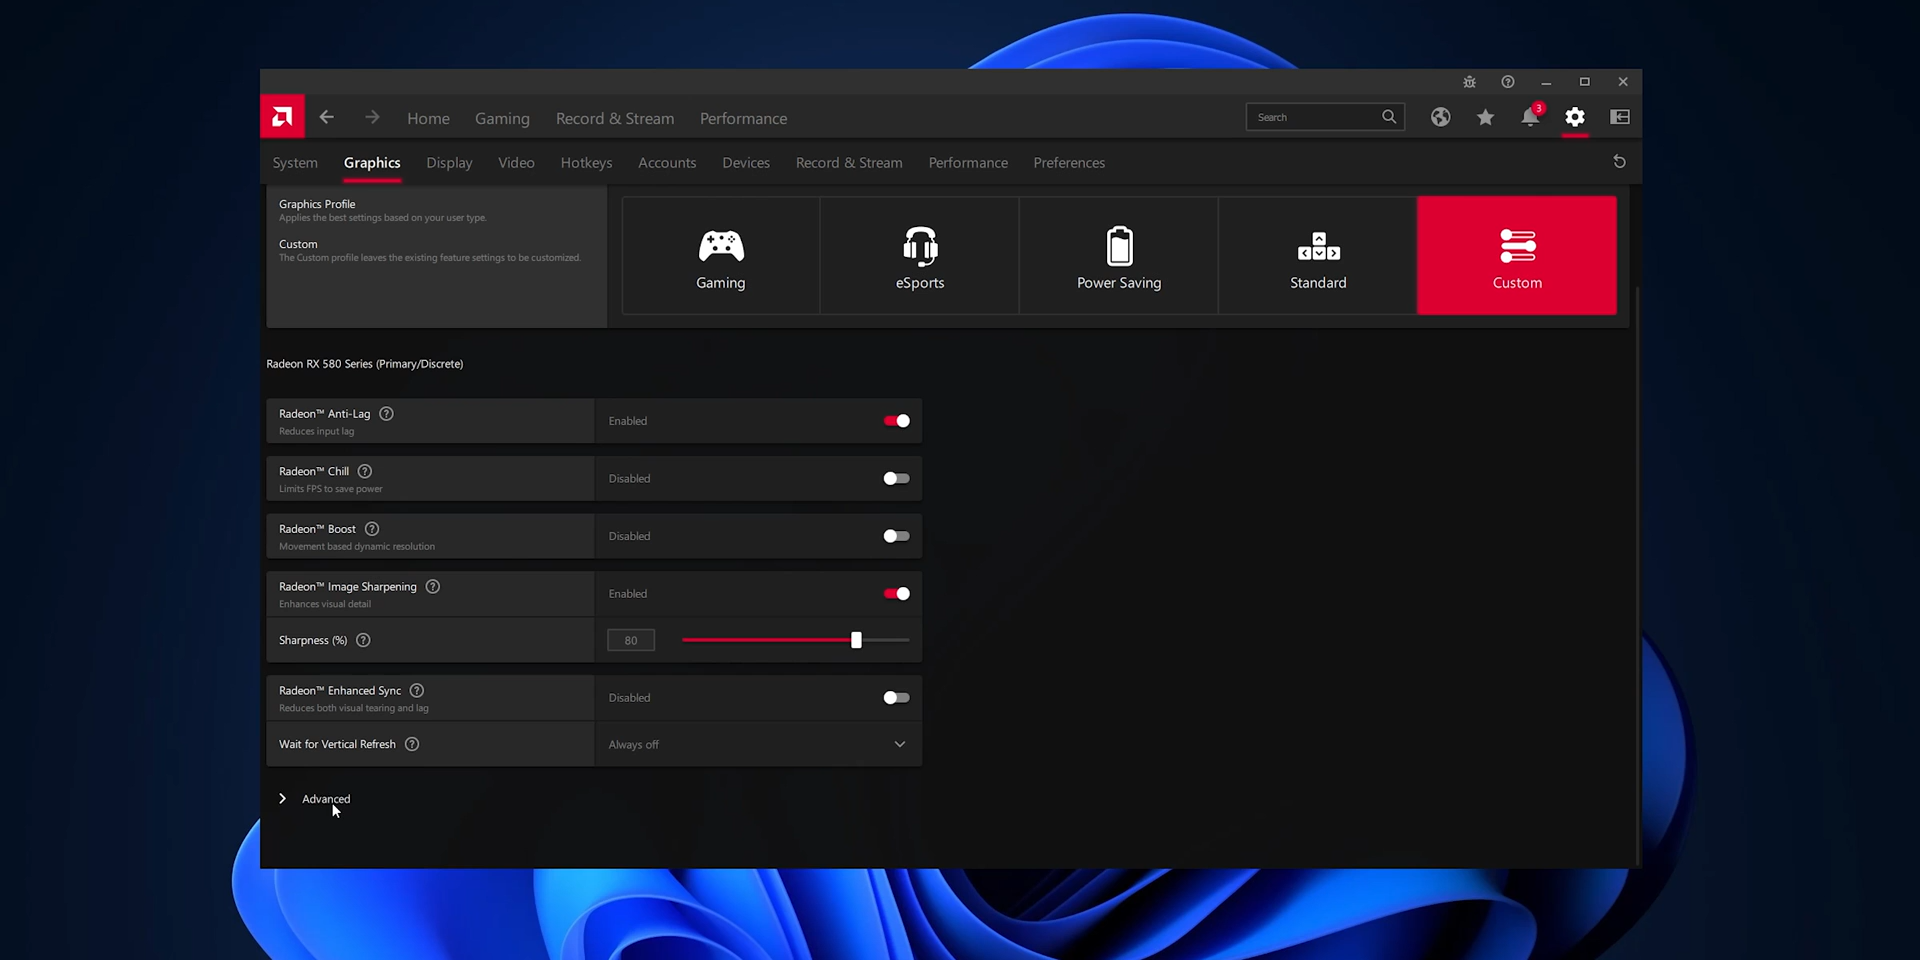 3
Home Gaming Record & Stream Performance Search
System Graphics Display Video Hotkeys Accounts Devices Record & Stream Performance Preferences
Graphics Profile
Applies the best settings based on your user type.
Custom
The Custom profile leaves the existing feature settings to be customized.
Gaming eSports Power Saving Standard Custom
Radeon RX 580 Series (Primary/Discrete)
Radeon™ Anti-Lag ? Enabled
Reduces input lag
Radeon™ Chill ? Disabled
Limits FPS to save power
Radeon™ Boost ? Disabled
Movement based dynamic resolution
Radeon™ Image Sharpening ? Enabled
Enhances visual detail
Sharpness (%) ? 80
Radeon™ Enhanced Sync ? Disabled
Reduces both visual tearing and lag
Wait for Vertical Refresh ? Always off
Advanced